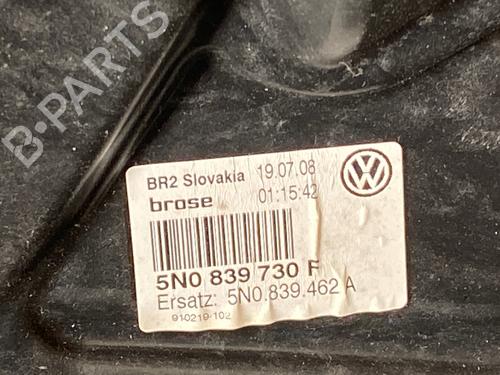 B-PARTS
BR2 Slovakia 19.07.08
brose 01:15:42
5N0 839 730 F
Ersatz: 5N0.839.462 A
910219-102